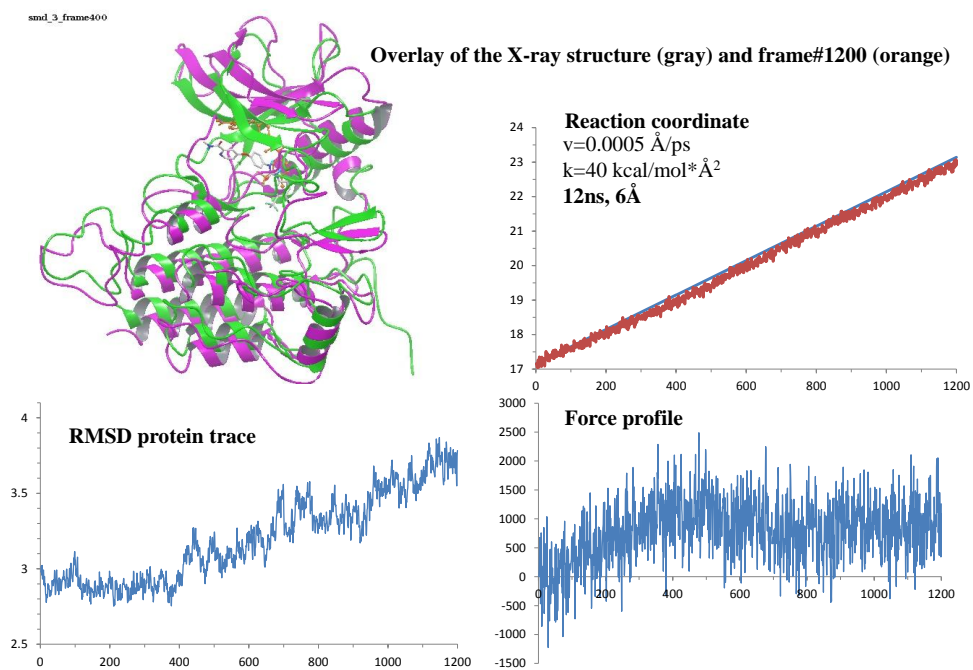 smd_3_frame400
Overlay of the X-ray structure (gray) and frame#1200 (orange)
Reaction coordinate
v=0.0005 Å/ps
k=40 kcal/mol*Å²
12ns, 6Å
24
23
22
21
20
19
18
17
0 200 400 600 800 1000 1200
RMSD protein trace
4
3.5
3
2.5
0 200 400 600 800 1000 1200
Force profile
3000
2500
2000
1500
1000
500
0
-500
-1000
-1500
0 200 400 600 800 1000 1200